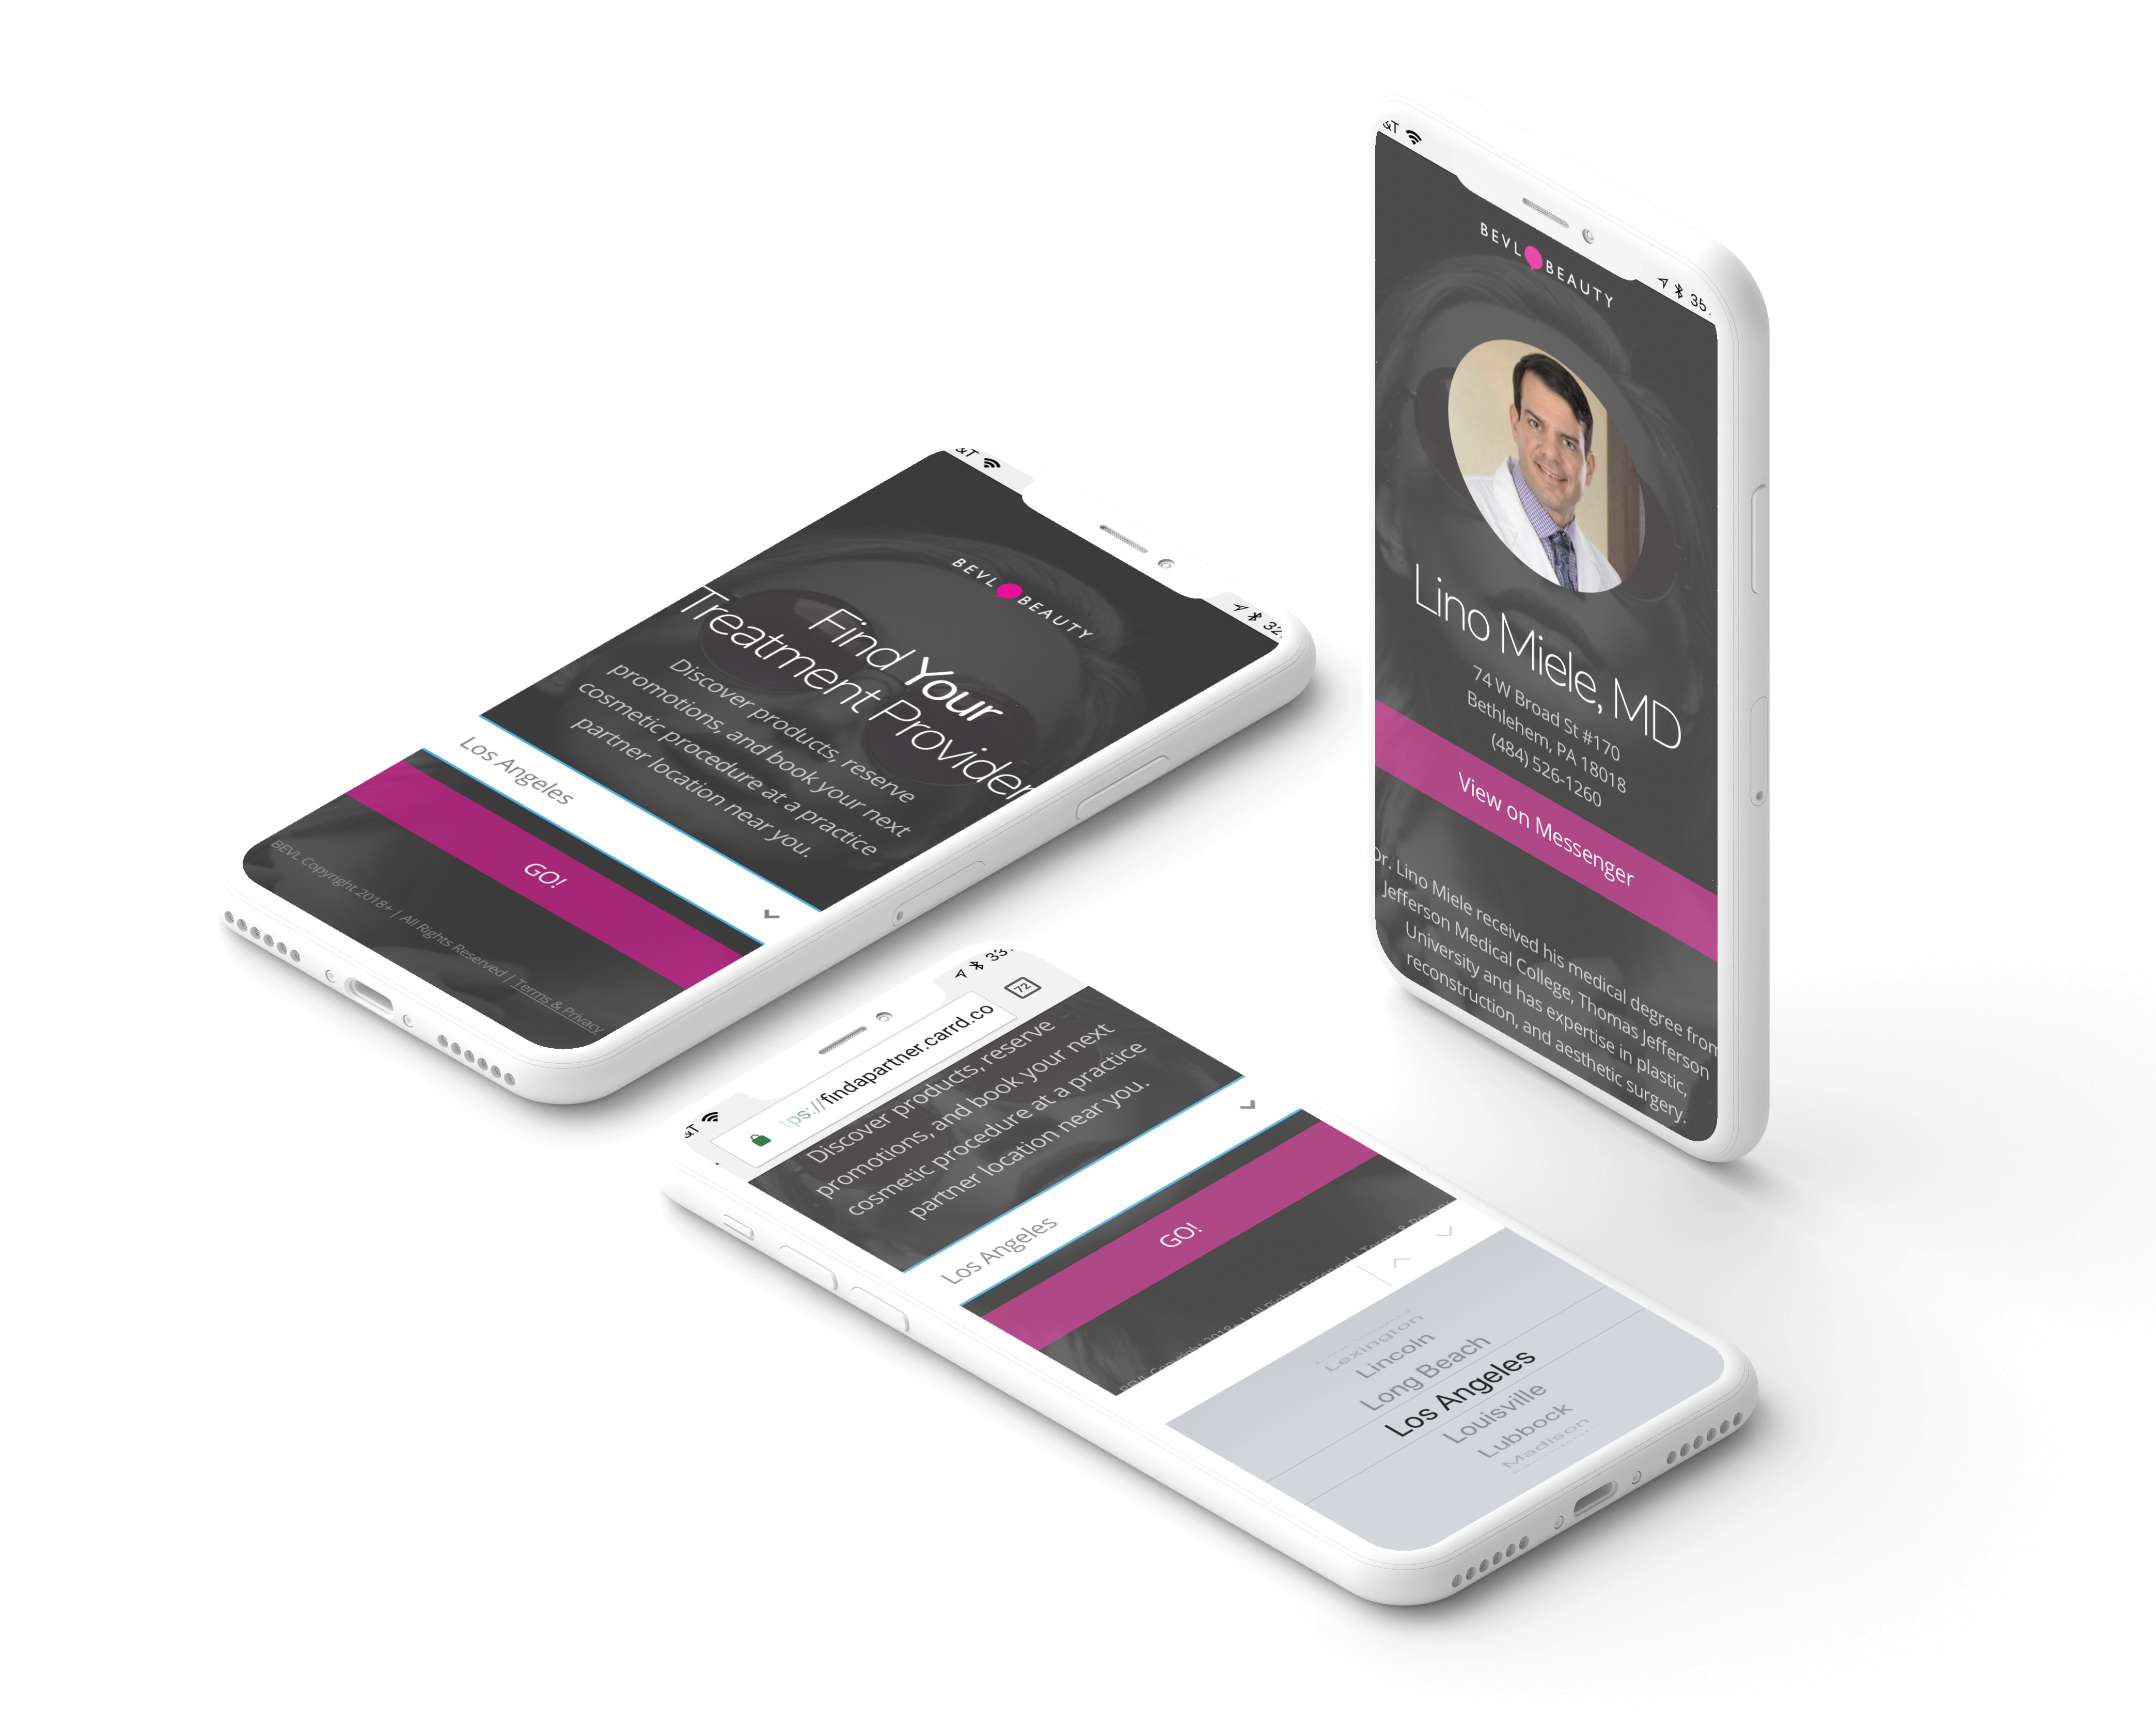 &T
BEVL BEAUTY
32
Find Your
Treatment Provider
Discover products, reserve
promotions, and book your next
cosmetic procedure at a practice
partner location near you.
Los Angeles
GO!
BEVL Copyright 2018+ | All Rights Reserved | Terms & Privacy
&T
35
BEVL BEAUTY
Lino Miele, MD
74 W Broad St #170
Bethlehem, PA 18018
(484) 526-1260
View on Messenger
Dr. Lino Miele received his medical degree from
Jefferson Medical College, Thomas Jefferson
University and has expertise in plastic,
reconstruction, and aesthetic surgery.
&T
33
tps://findapartner.carrd.co
72
Discover products, reserve
promotions, and book your next
cosmetic procedure at a practice
partner location near you.
Los Angeles
GO!
Lexington
Lincoln
Long Beach
Los Angeles
Louisville
Lubbock
Madison